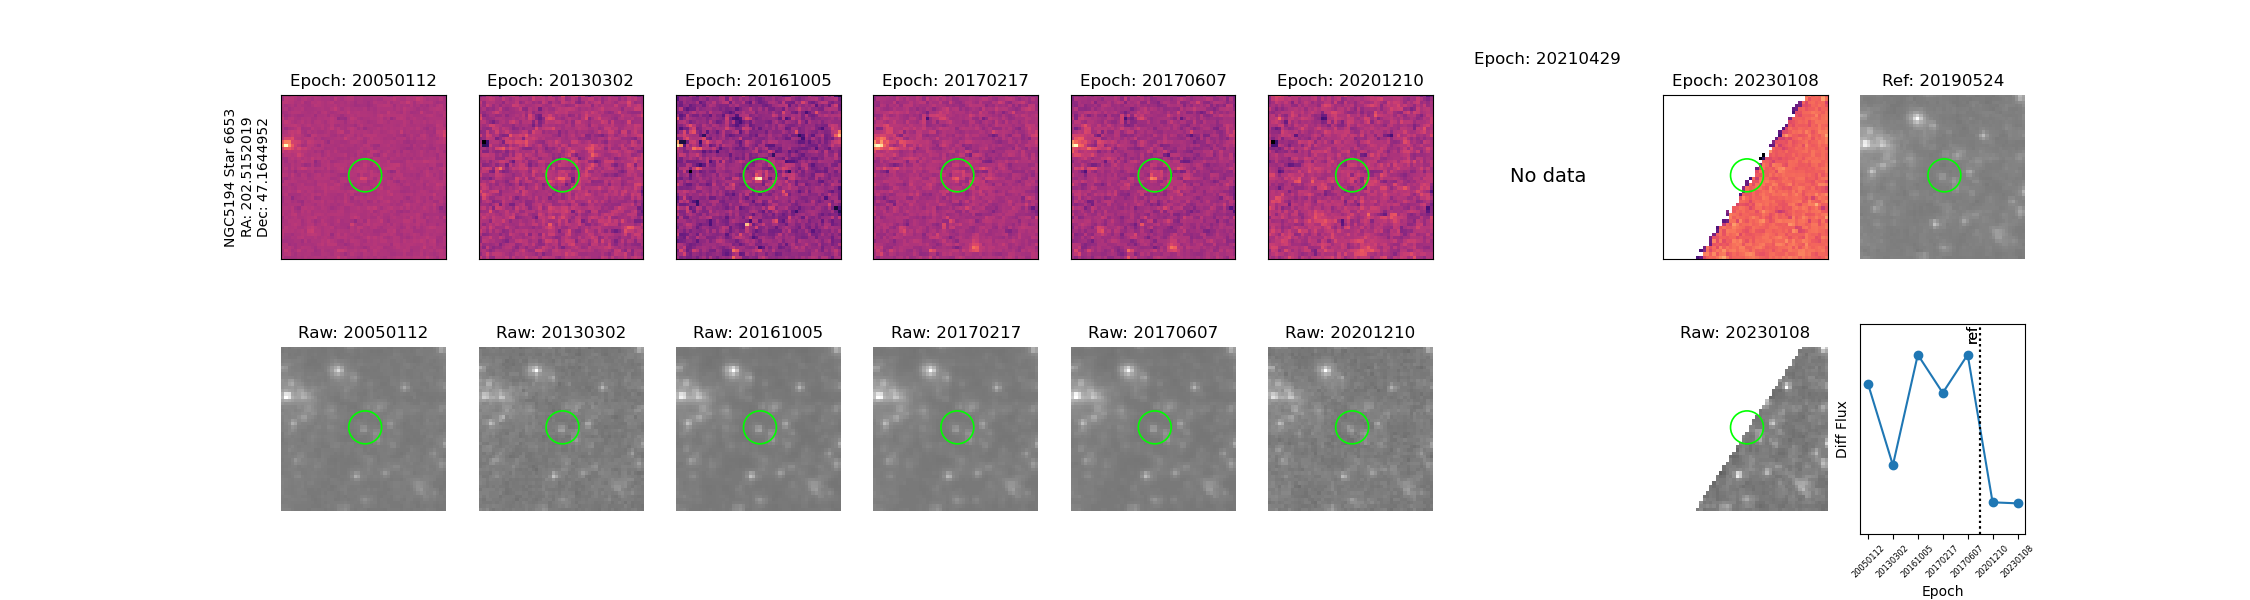 NGC5194 Star 6653
RA: 202.5152019
Dec: 47.1644952
Epoch: 20050112
Epoch: 20130302
Epoch: 20161005
Epoch: 20170217
Epoch: 20170607
Epoch: 20201210
Epoch: 20210429
No data
Epoch: 20230108
Ref: 20190524
Raw: 20050112
Raw: 20130302
Raw: 20161005
Raw: 20170217
Raw: 20170607
Raw: 20201210
Raw: 20230108
Diff Flux
ref
20050112
20130302
20161005
20170217
20170607
20201210
20230108
Epoch